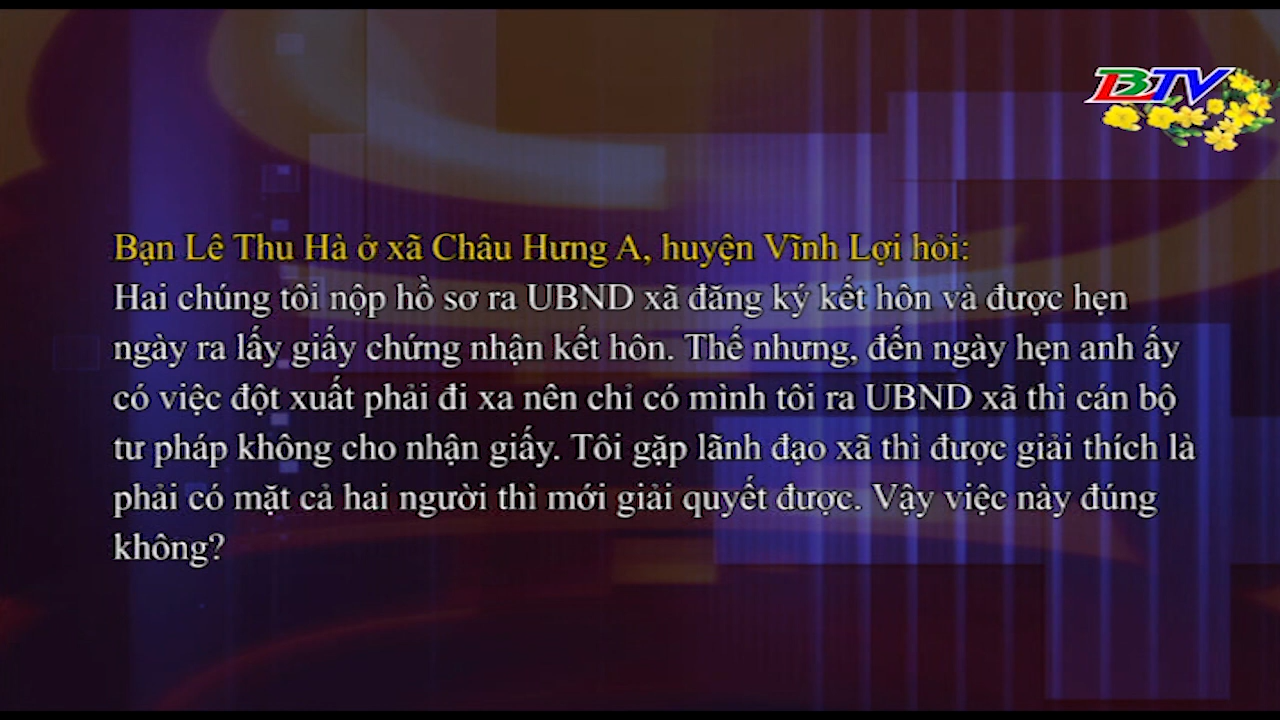 BTV
Bạn Lê Thu Hà ở xã Châu Hưng A, huyện Vĩnh Lợi hỏi:
Hai chúng tôi nộp hồ sơ ra UBND xã đăng ký kết hôn và được hẹn
ngày ra lấy giấy chứng nhận kết hôn. Thế nhưng, đến ngày hẹn anh ấy
có việc đột xuất phải đi xa nên chỉ có mình tôi ra UBND xã thì cán bộ
tư pháp không cho nhận giấy. Tôi gặp lãnh đạo xã thì được giải thích là
phải có mặt cả hai người thì mới giải quyết được. Vậy việc này đúng
không?